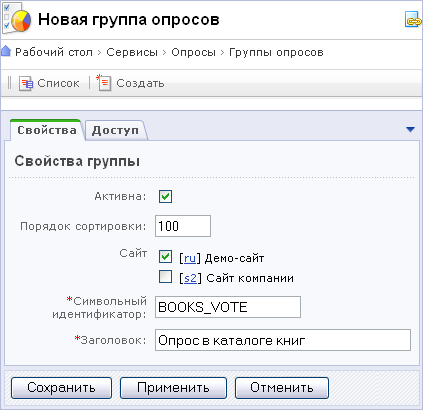 Новая группа опросов
Рабочий стол › Сервисы › Опросы › Группы опросов
Список Создать
Свойства Доступ
Свойства группы
Активна:
Порядок сортировки: 100
Сайт [ru] Демо-сайт
[s2] Сайт компании
*Символьный
идентификатор: BOOKS_VOTE
*Заголовок: Опрос в каталоге книг
Сохранить Применить Отменить